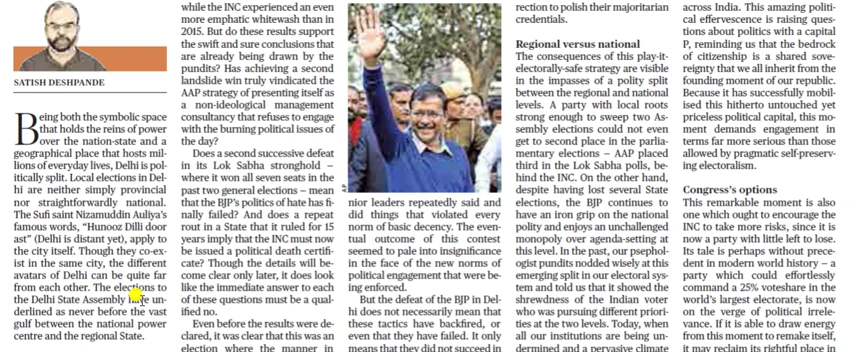 SATISH DESHPANDE
Being both the symbolic space
that holds the reins of power
over the nation-state and a
geographical place that hosts mil-
lions of everyday lives, Delhi is pol-
itically split. Local elections in Del-
hi are neither simply provincial
nor straightforwardly national.
The Sufi saint Nizamuddin Auliya's
famous words, “Hunooz Dilli door
ast” (Delhi is distant yet), apply to
the city itself. Though they co-ex-
ist in the same city, the different
avatars of Delhi can be quite far
from each other. The elections to
the Delhi State Assembly have un-
derlined as never before the vast
gulf between the national power
centre and the regional State.
while the INC experienced an even
more emphatic whitewash than in
2015. But do these results support
the swift and sure conclusions that
are already being drawn by the
pundits? Has achieving a second
landslide win truly vindicated the
AAP strategy of presenting itself as
a non-ideological management
consultancy that refuses to engage
with the burning political issues of
the day?
Does a second successive defeat
in its Lok Sabha stronghold –
where it won all seven seats in the
past two general elections – mean
that the BJP's politics of hate has fi-
nally failed? And does a repeat
rout in a State that it ruled for 15
years imply that the INC must now
be issued a political death certifi-
cate? Though the details will be-
come clear only later, it does look
like the immediate answer to each
of these questions must be a qual-
ified no.
Even before the results were de-
clared, it was clear that this was an
election where the manner in
AP
nior leaders repeatedly said and
did things that violated every
norm of basic decency. The even-
tual outcome of this contest
seemed to pale into insignificance
in the face of the new norms of
political engagement that were be-
ing enforced.
But the defeat of the BJP in Del-
hi does not necessarily mean that
these tactics have backfired, or
even that they have failed. It only
means that they did not succeed in
rection to polish their majoritarian
credentials.
Regional versus national
The consequences of this play-it-
electorally-safe strategy are visible
in the impasses of a polity split
between the regional and national
levels. A party with local roots
strong enough to sweep two As-
sembly elections could not even
get to second place in the parlia-
mentary elections – AAP placed
third in the Lok Sabha polls, be-
hind the INC. On the other hand,
despite having lost several State
elections, the BJP continues to
have an iron grip on the national
polity and enjoys an unchallenged
monopoly over agenda-setting at
this level. In the past, our psephol-
ogist pundits nodded wisely at this
emerging split in our electoral sys-
tem and told us that it showed the
shrewdness of the Indian voter
who was pursuing different priori-
ties at the two levels. Today, when
all our institutions are being un-
dermined and a pervasive climate
across India. This amazing politi-
cal effervescence is raising ques-
tions about politics with a capital
P, reminding us that the bedrock
of citizenship is a shared sove-
reignty that we all inherit from the
founding moment of our republic.
Because it has successfully mobil-
ised this hitherto untouched yet
priceless political capital, this mo-
ment demands engagement in
terms far more serious than those
allowed by pragmatic self-preserv-
ing electoralism.
Congress's options
This remarkable moment is also
one which ought to encourage the
INC to take more risks, since it is
now a party with little left to lose.
Its tale is perhaps without prece-
dent in modern world history – a
party which could effortlessly
command a 25% voteshare in the
world's largest electorate, is now
on the verge of political irrele-
vance. If it is able to draw energy
from this moment to remake itself,
it may reclaim its rightful place in